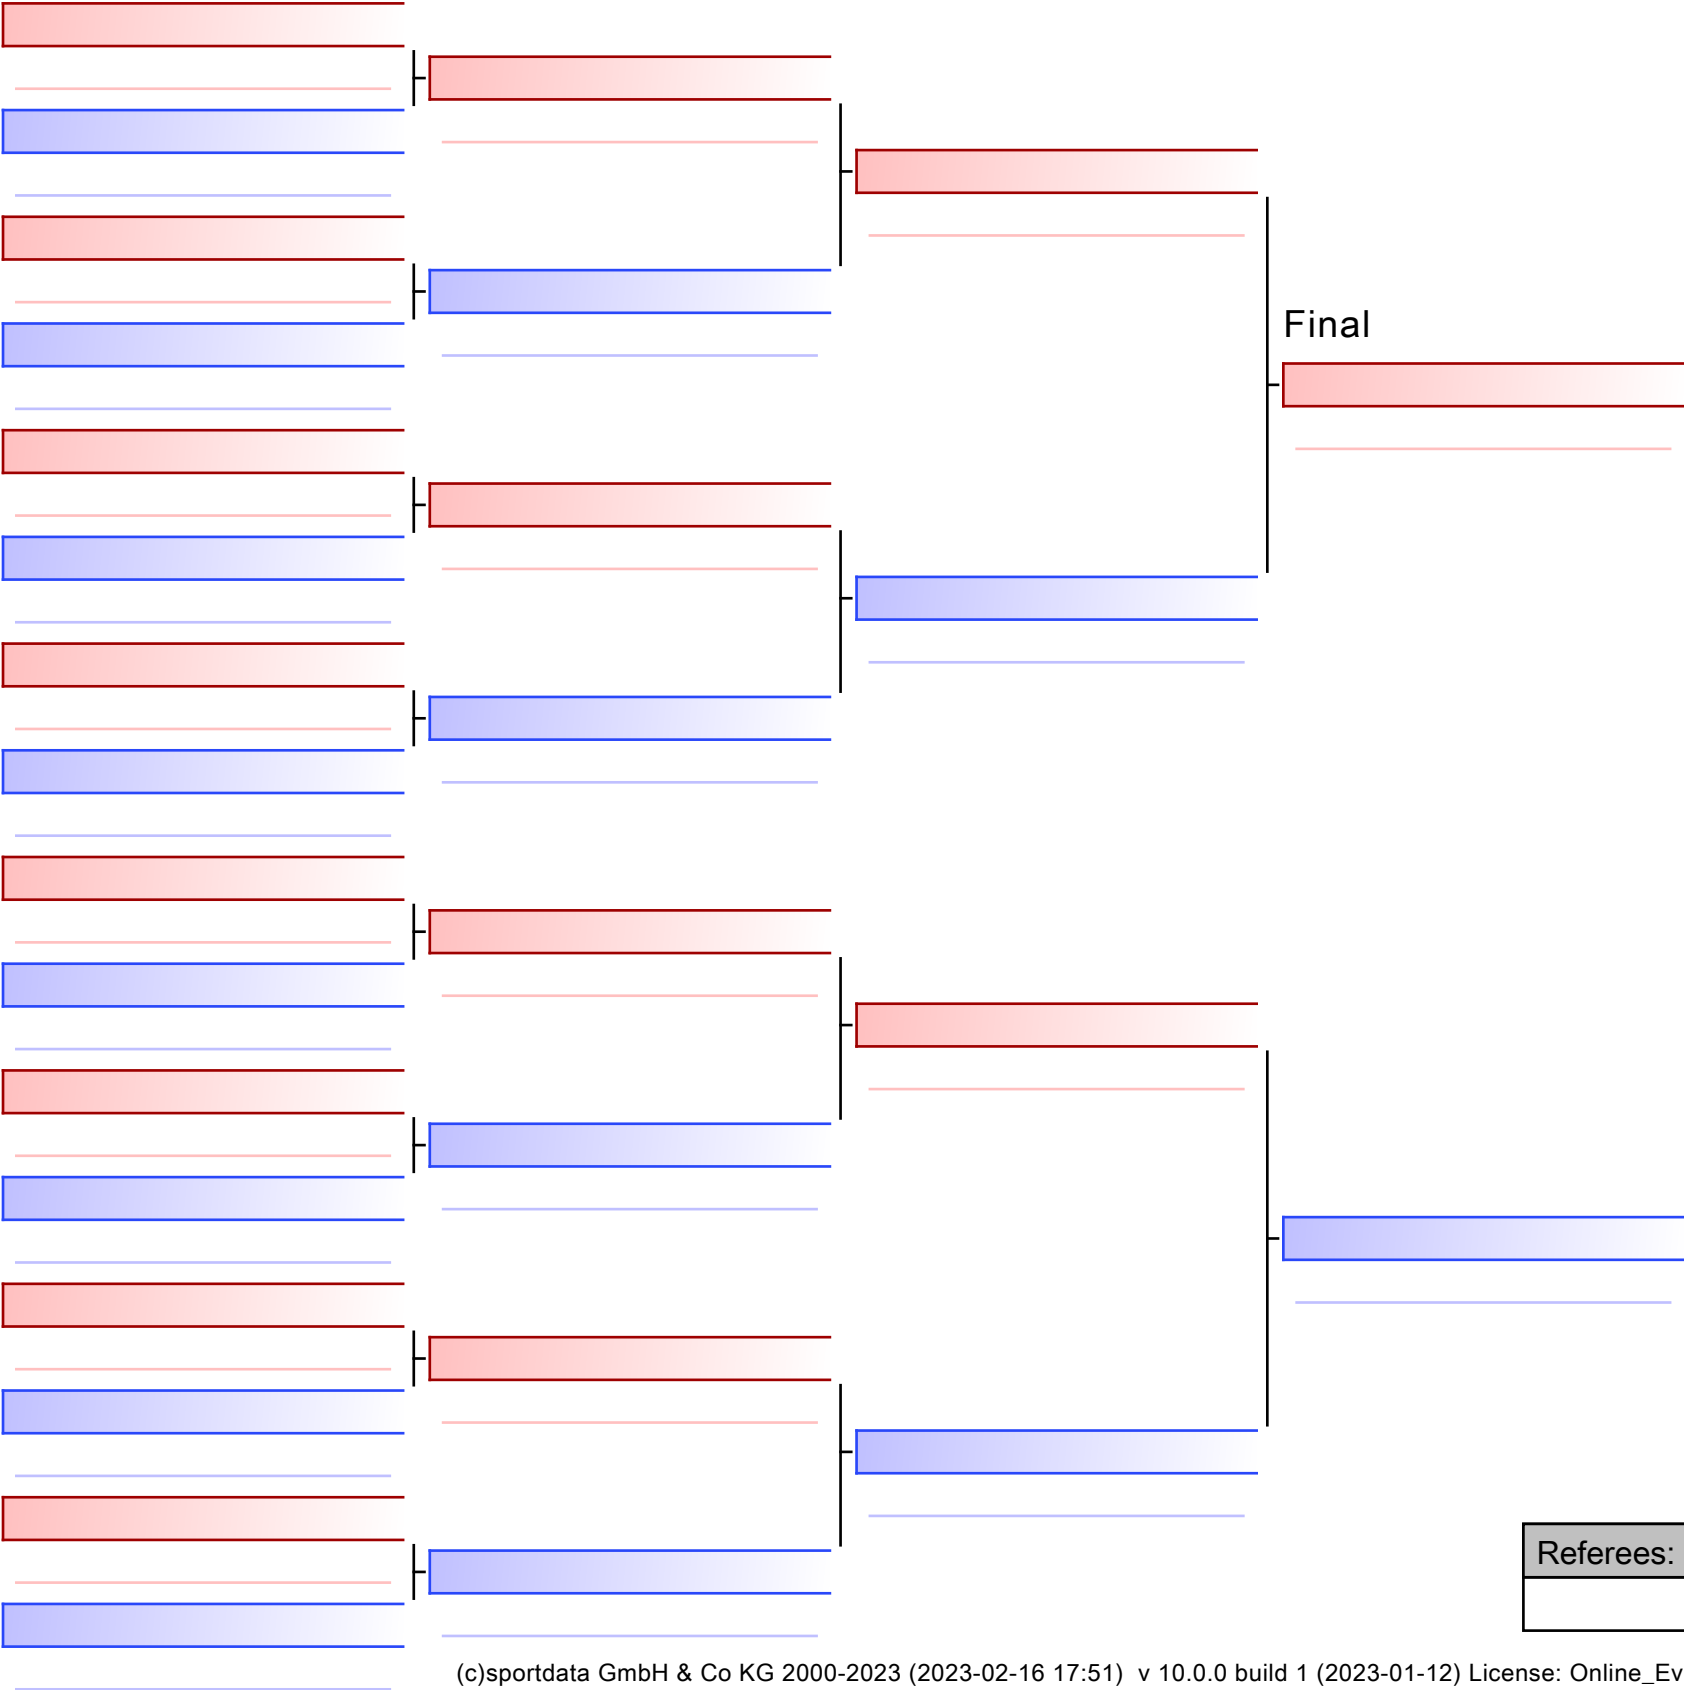 Final
Referees:
(c)sportdata GmbH & Co KG 2000-2023 (2023-02-16 17:51) v 10.0.0 build 1 (2023-01-12) License: Online_Ev